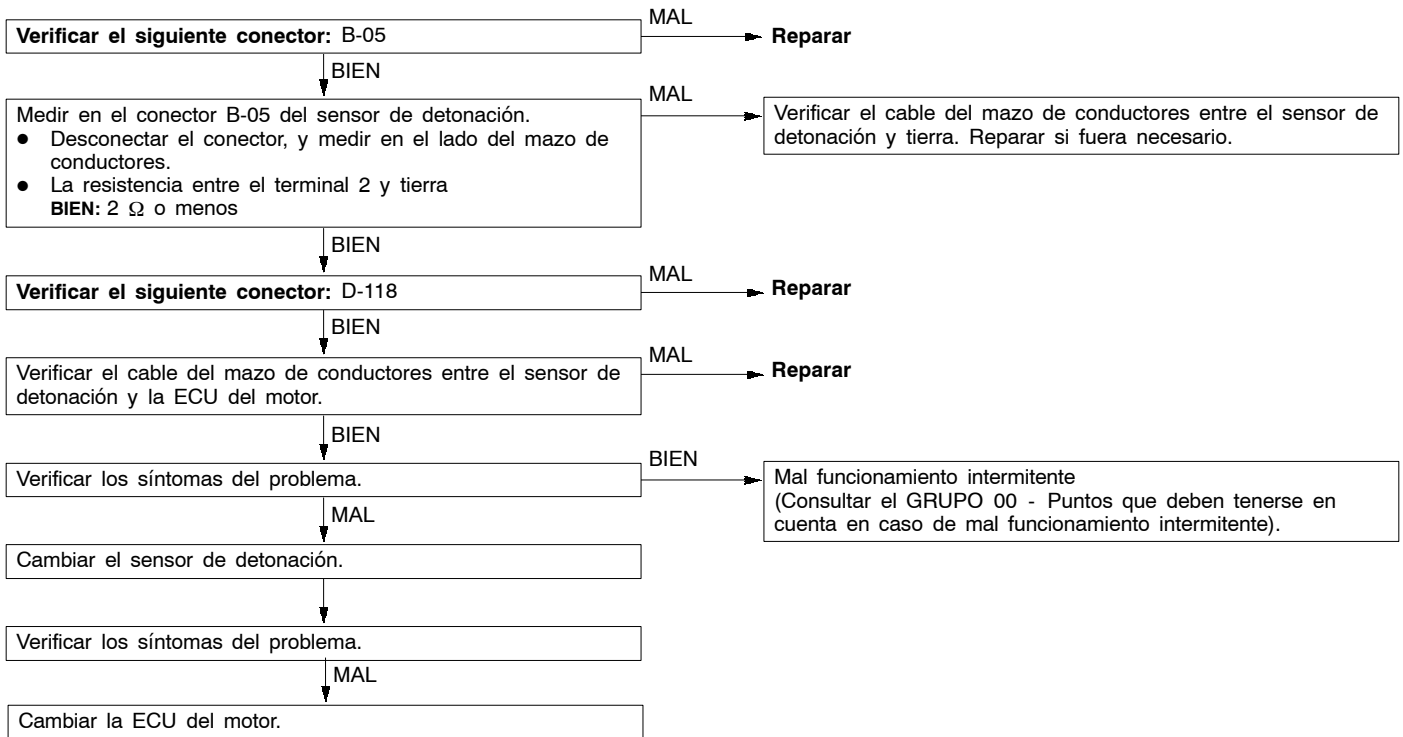 MAL
Verificar el siguiente conector: B-05
Reparar
BIEN
MAL
Medir en el conector B-05 del sensor de detonación.
● Desconectar el conector, y medir en el lado del mazo de
conductores.
● La resistencia entre el terminal 2 y tierra
BIEN: 2 Ω o menos
Verificar el cable del mazo de conductores entre el sensor de
detonación y tierra. Reparar si fuera necesario.
BIEN
MAL
Verificar el siguiente conector: D-118
Reparar
BIEN
MAL
Verificar el cable del mazo de conductores entre el sensor de
detonación y la ECU del motor.
Reparar
BIEN
BIEN
Verificar los síntomas del problema.
Mal funcionamiento intermitente
(Consultar el GRUPO 00 - Puntos que deben tenerse en
cuenta en caso de mal funcionamiento intermitente).
MAL
Cambiar el sensor de detonación.
Verificar los síntomas del problema.
MAL
Cambiar la ECU del motor.